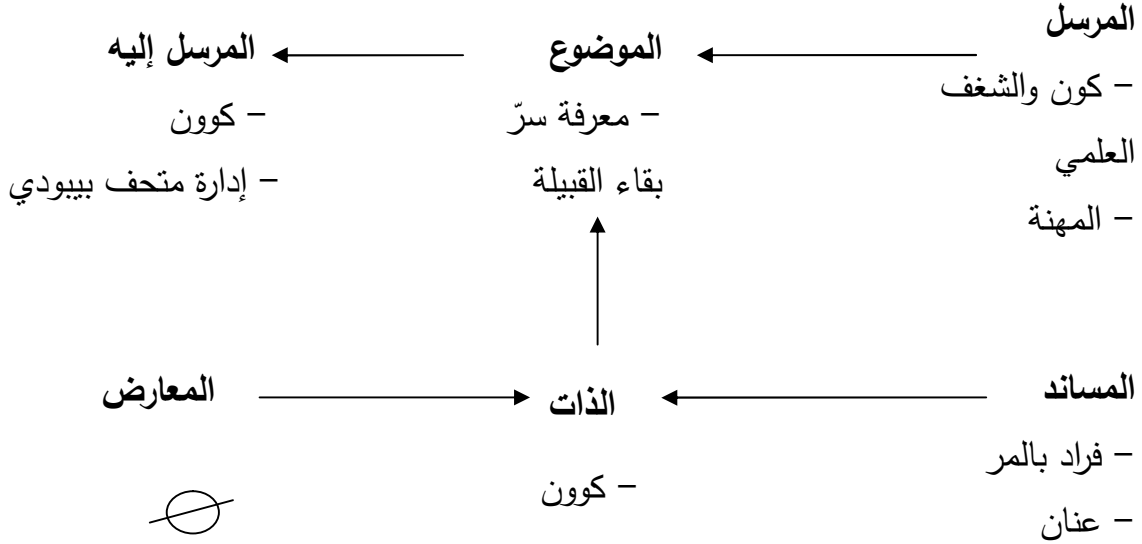 المرسل
– كون والشغف
العلمي
– المهنة
الموضوع
– معرفة سرّ
بقاء القبيلة
المرسل إليه
– كوون
– إدارة متحف بيبودي
المساند
– فراد بالمر
– عنان
الذات
– كوون
المعارض